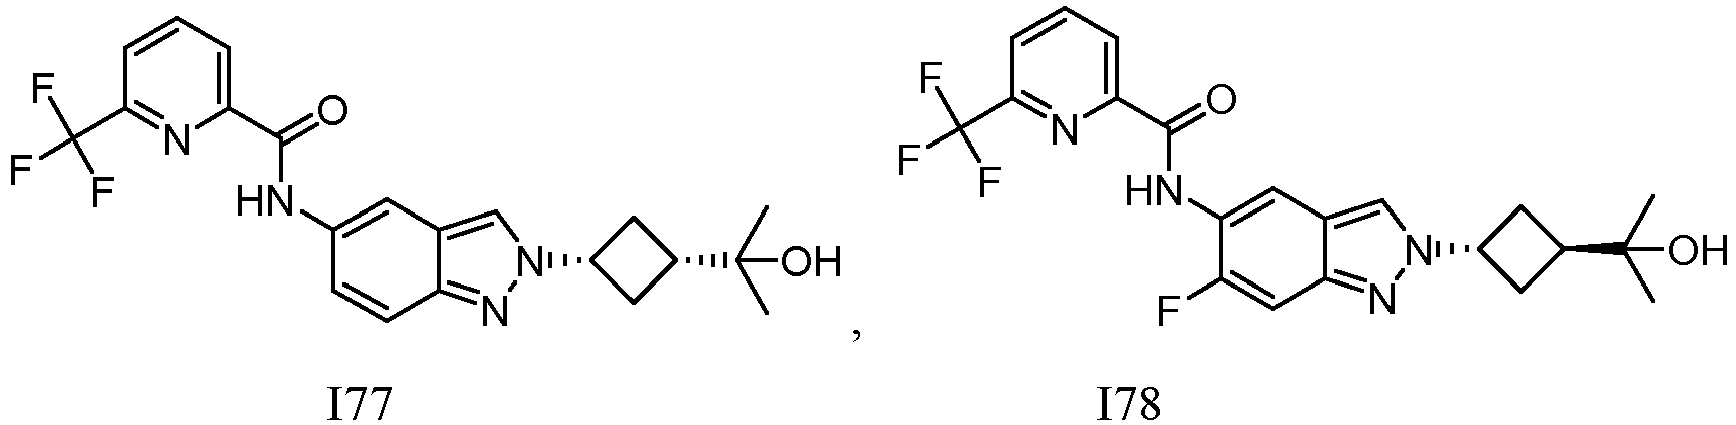 F F F N O HN N N OH
,
F F F N O HN F N N OH
I77 I78